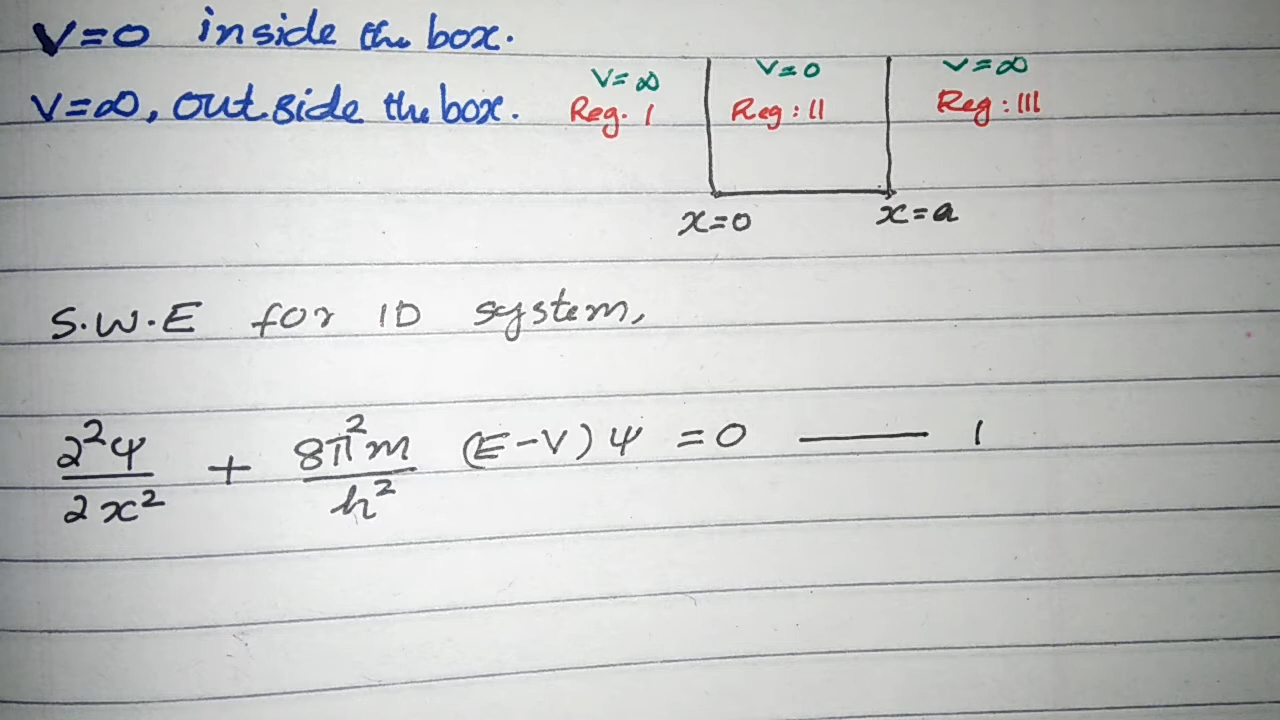 V=0 inside the box.
V=∞, outside the box.
V=∞ V=0 V=∞
Reg. I Reg: II Reg: III
x=0 x=a
S.W.E for 1D system,
∂²ψ/∂x² + 8π²m/h² (E-V)ψ =0 —— 1